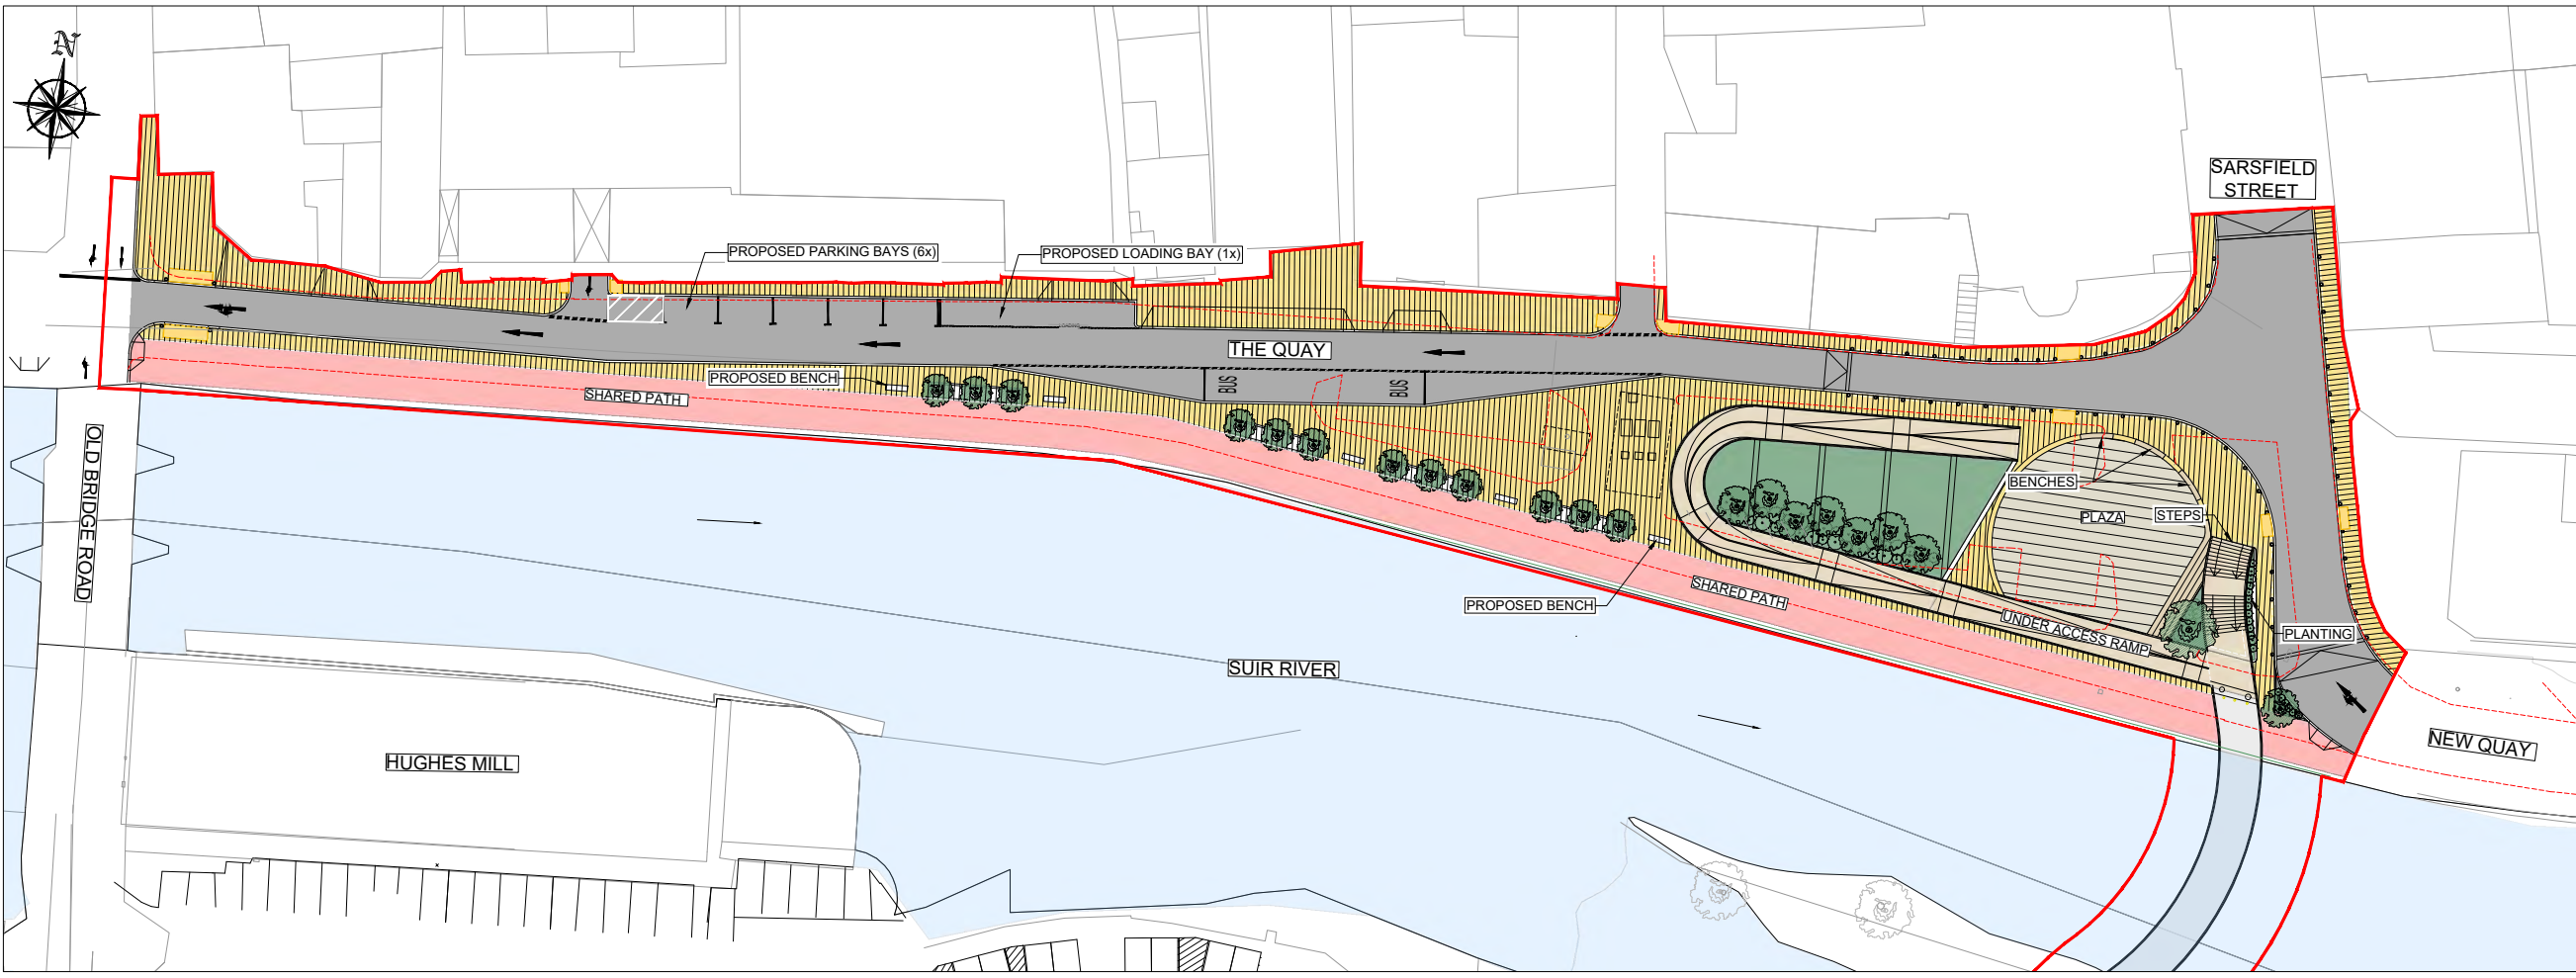 N
SARSFIELD
STREET
PROPOSED PARKING BAYS (6x)
PROPOSED LOADING BAY (1x)
THE QUAY
PROPOSED BENCH
SHARED PATH
BUS
BUS
BENCHES
PLAZA
STEPS
OLD BRIDGE ROAD
SHARED PATH
PROPOSED BENCH
UNDER ACCESS RAMP
PLANTING
SUIR RIVER
HUGHES MILL
NEW QUAY